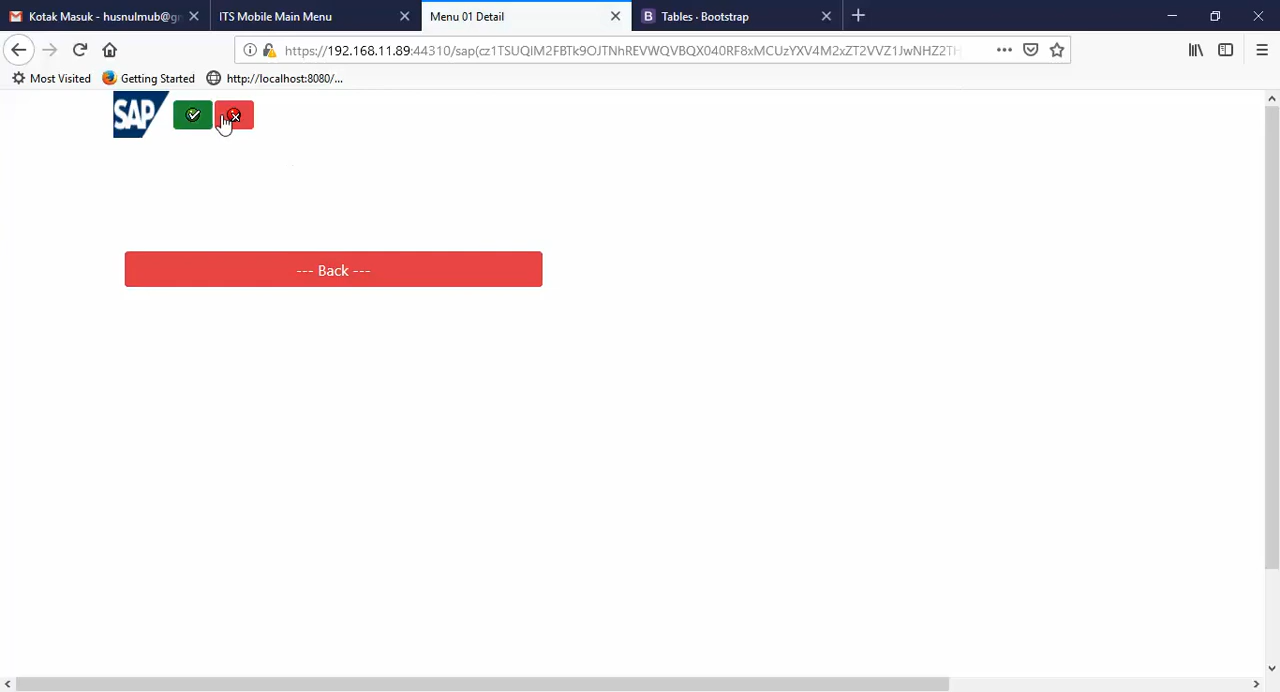 Kotak Masuk - husnulmub@gr
ITS Mobile Main Menu
Menu 01 Detail
B Tables · Bootstrap
https://192.168.11.89:44310/sap(
Most Visited
Getting Started
http://localhost:8080/...
SAP
--- Back ---